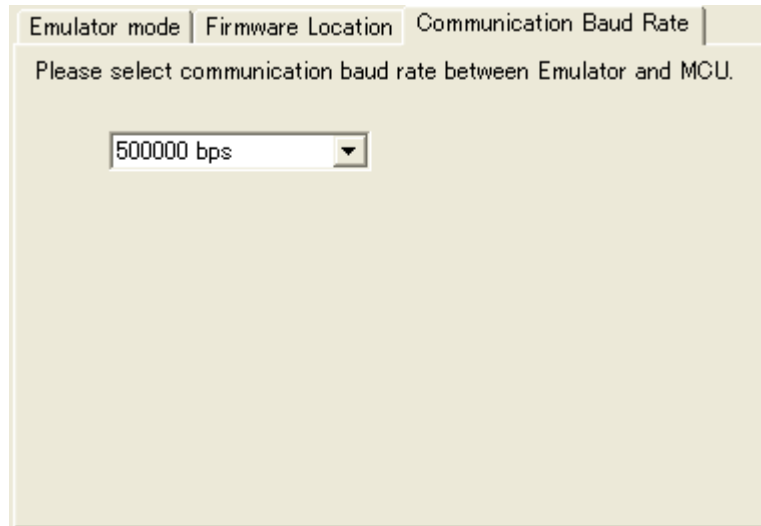 Emulator mode Firmware Location Communication Baud Rate
Please select communication baud rate between Emulator and MCU.
500000 bps